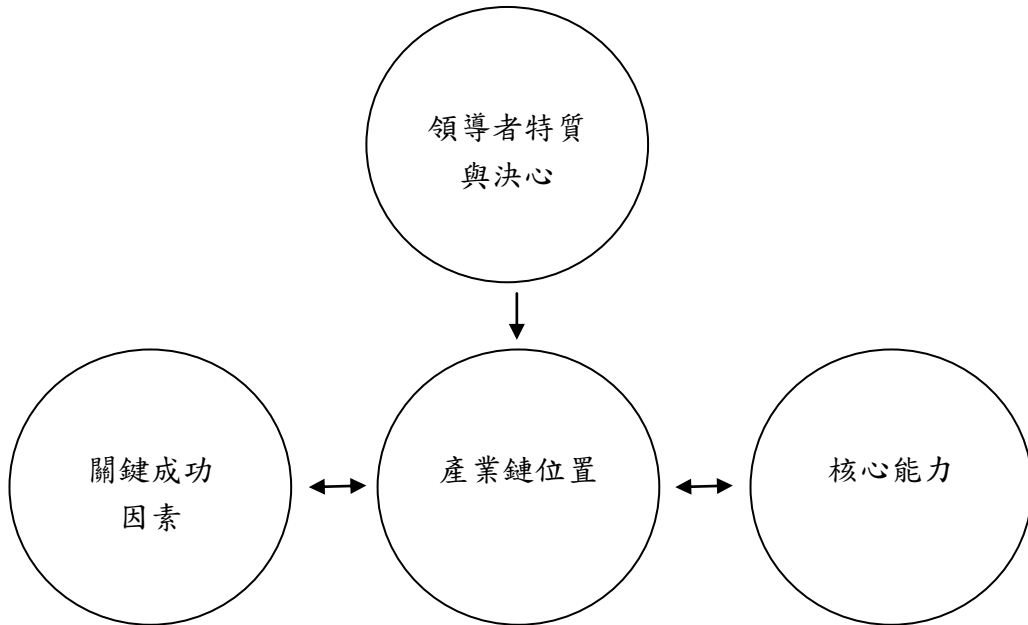 領導者特質
與決心
關鍵成功
因素
產業鏈位置
核心能力